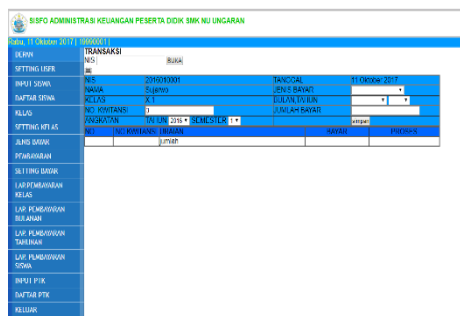 SISFO ADMINISTRASI KEUANGAN PESERTA DIDIK SMK NU UNGARAN
Rabu, 11 Oktober 2017 [ 19990001 ]
DEPAN
SETTING USER
INPUT SISWA
DAFTAR SISWA
KELAS
SETTING KELAS
JENIS BAYAR
PEMBAYARAN
SETTING BAYAR
LAP.PEMBAYARAN
KELAS
LAP. PEMBAYARAN
BULANAN
LAP. PEMBAYARAN
TAHUNAN
LAP. PEMBAYARAN
SISWA
INPUT PTK
DAFTAR PTK
KELUAR
TRANSAKSI
NIS BUKA
NIS 2016010001 TANGGAL 11 Oktober 2017
NAMA Sujarwo JENIS BAYAR
KELAS X.1 BULAN,TAHUN
NO. KWITANSI JUMLAH BAYAR
ANGKATAN TAHUN 2016 SEMESTER 1 simpan
NO NO KWITANSI URAIAN BAYAR PROSES
jumlah